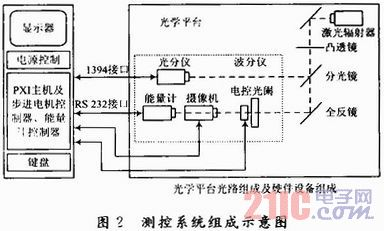 显示器
电源控制
PXI主机及
步进电机控
制器、能量
计控制器
键盘
1394接口
RS 232接口
光学平台
激光辐射器
凸透镜
光分仪
波分仪
分光镜
能量计
摄像机
电控光阑
全反镜
光学平台光路组成及硬件设备组成
21IC电子网
.com
图 2 测控系统组成示意图